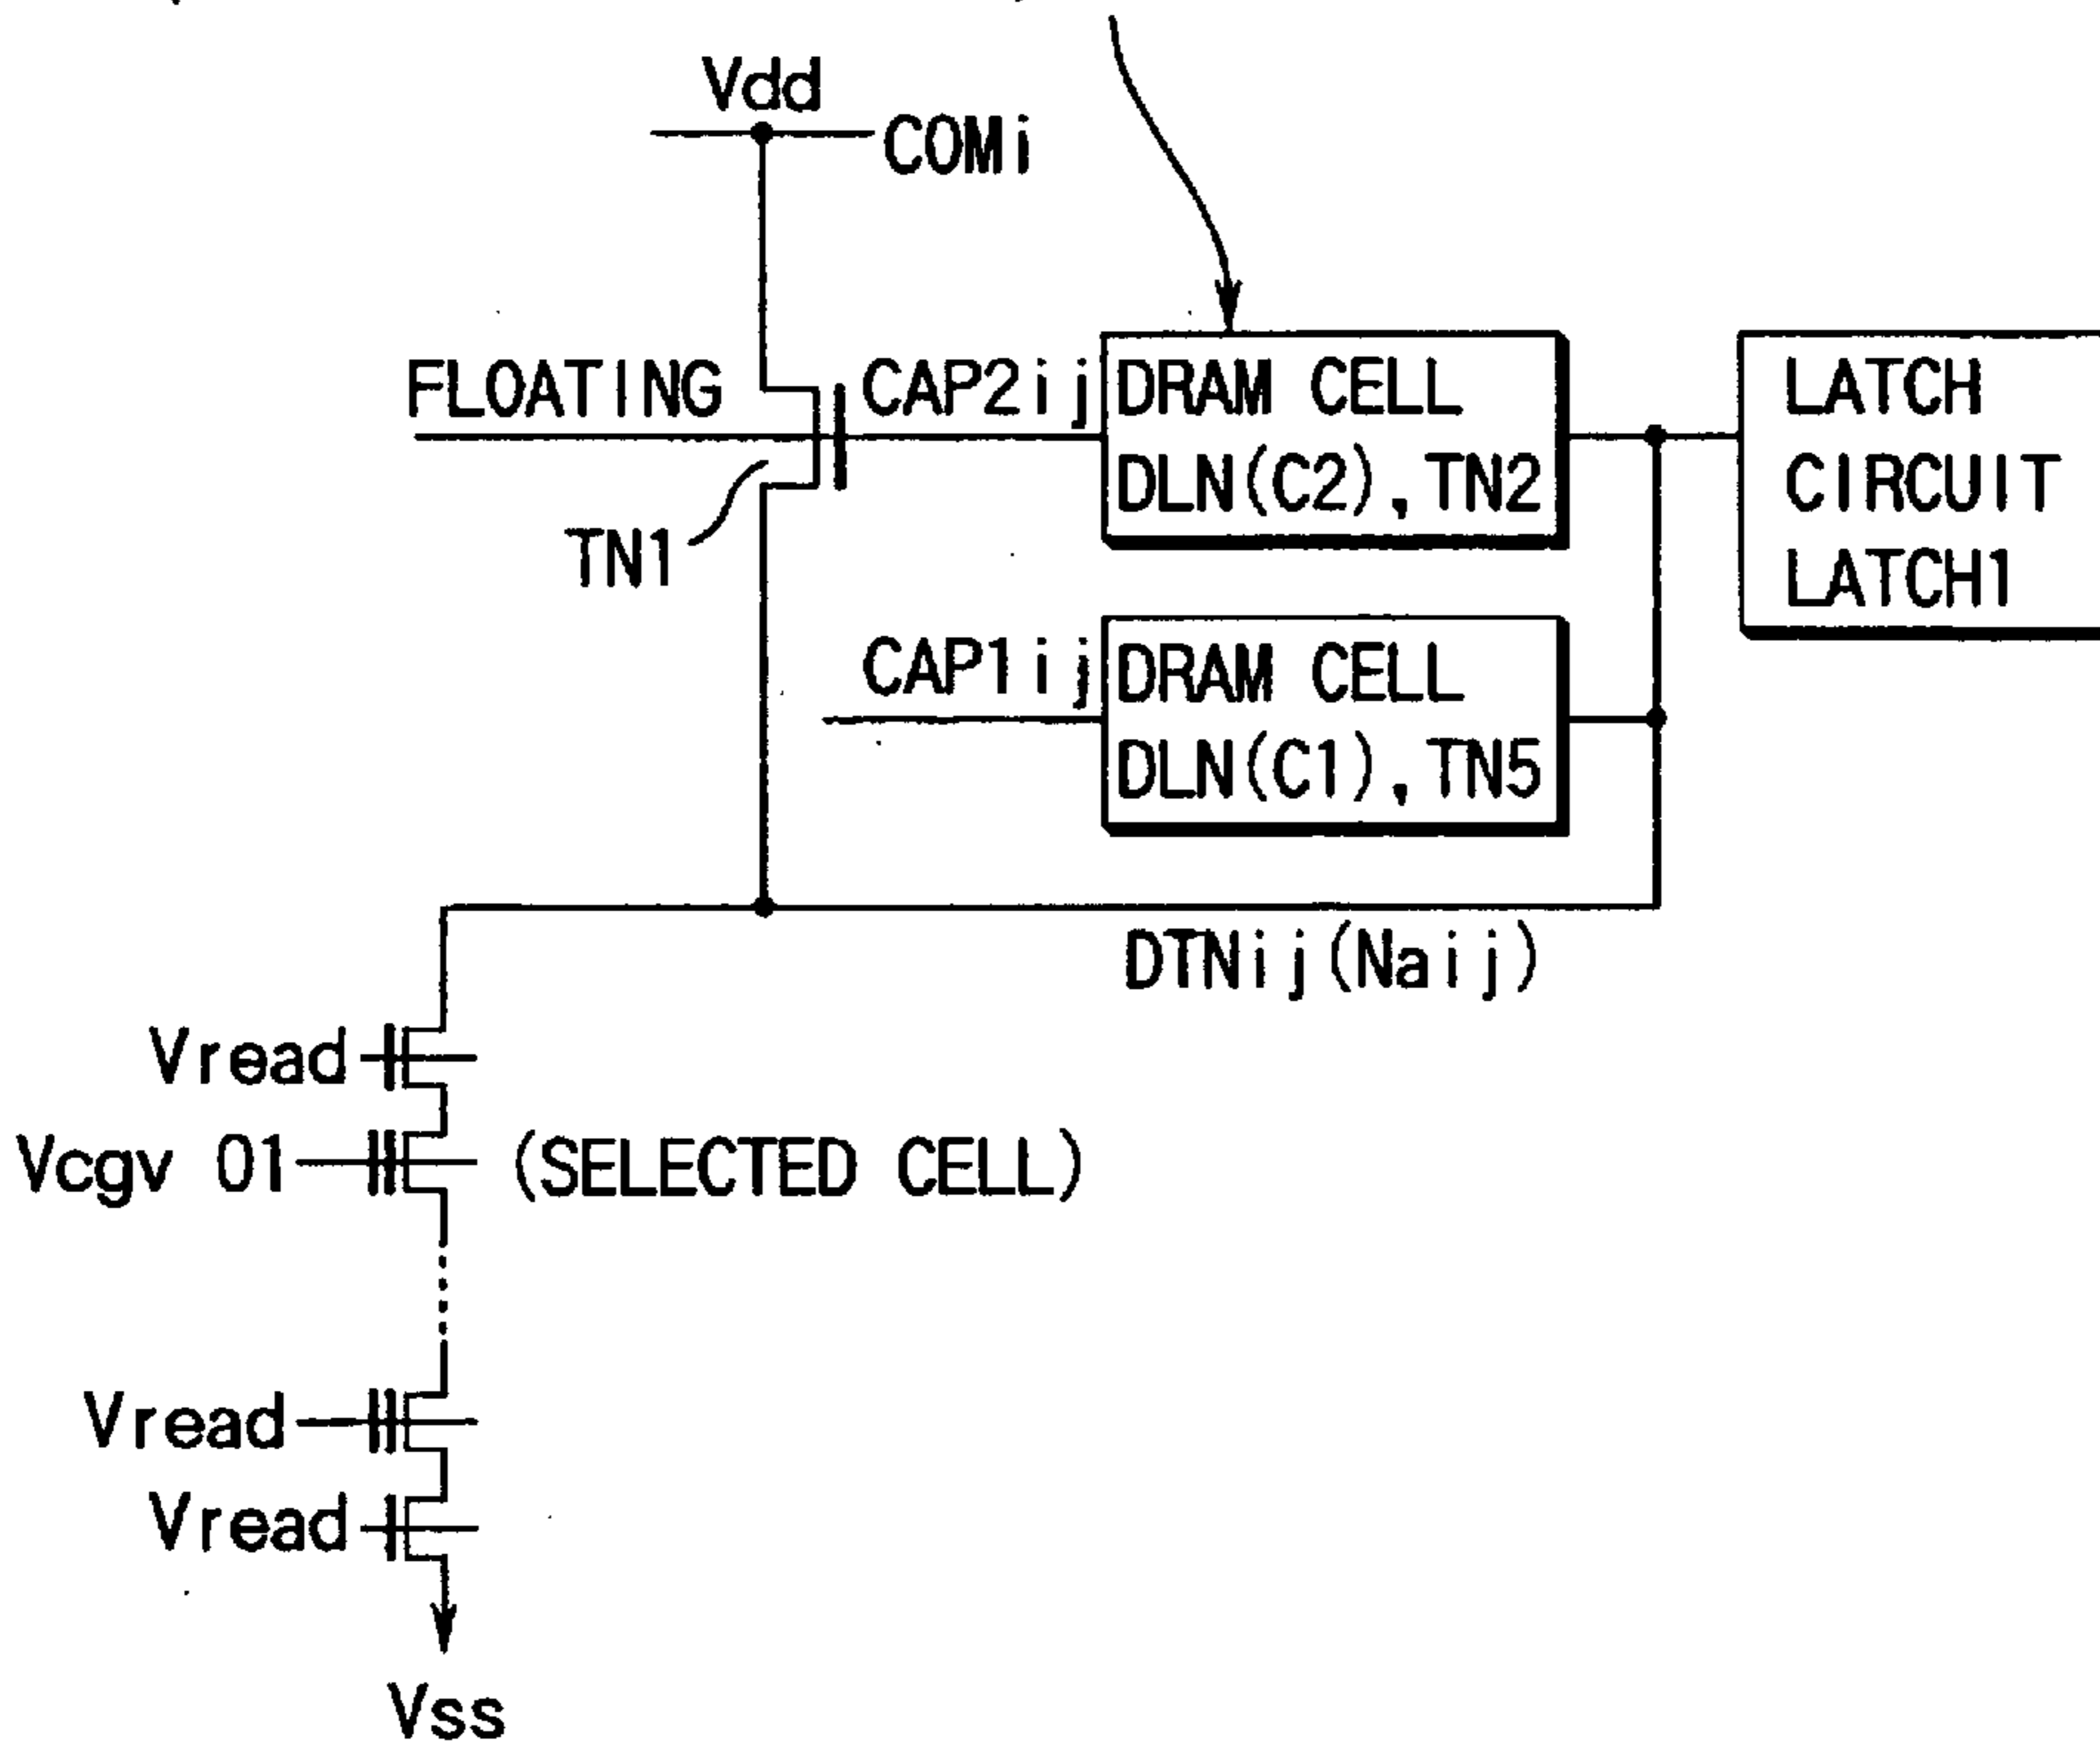 Vdd
COMi
FLOATING
CAP2ij
DRAM CELL
DLN(C2),TN2
LATCH
CIRCUIT
LATCH1
TN1
CAP1ij
DRAM CELL
DLN(C1),TN5
DTNij(Naij)
Vread
Vcgv 01
(SELECTED CELL)
Vread
Vread
Vss